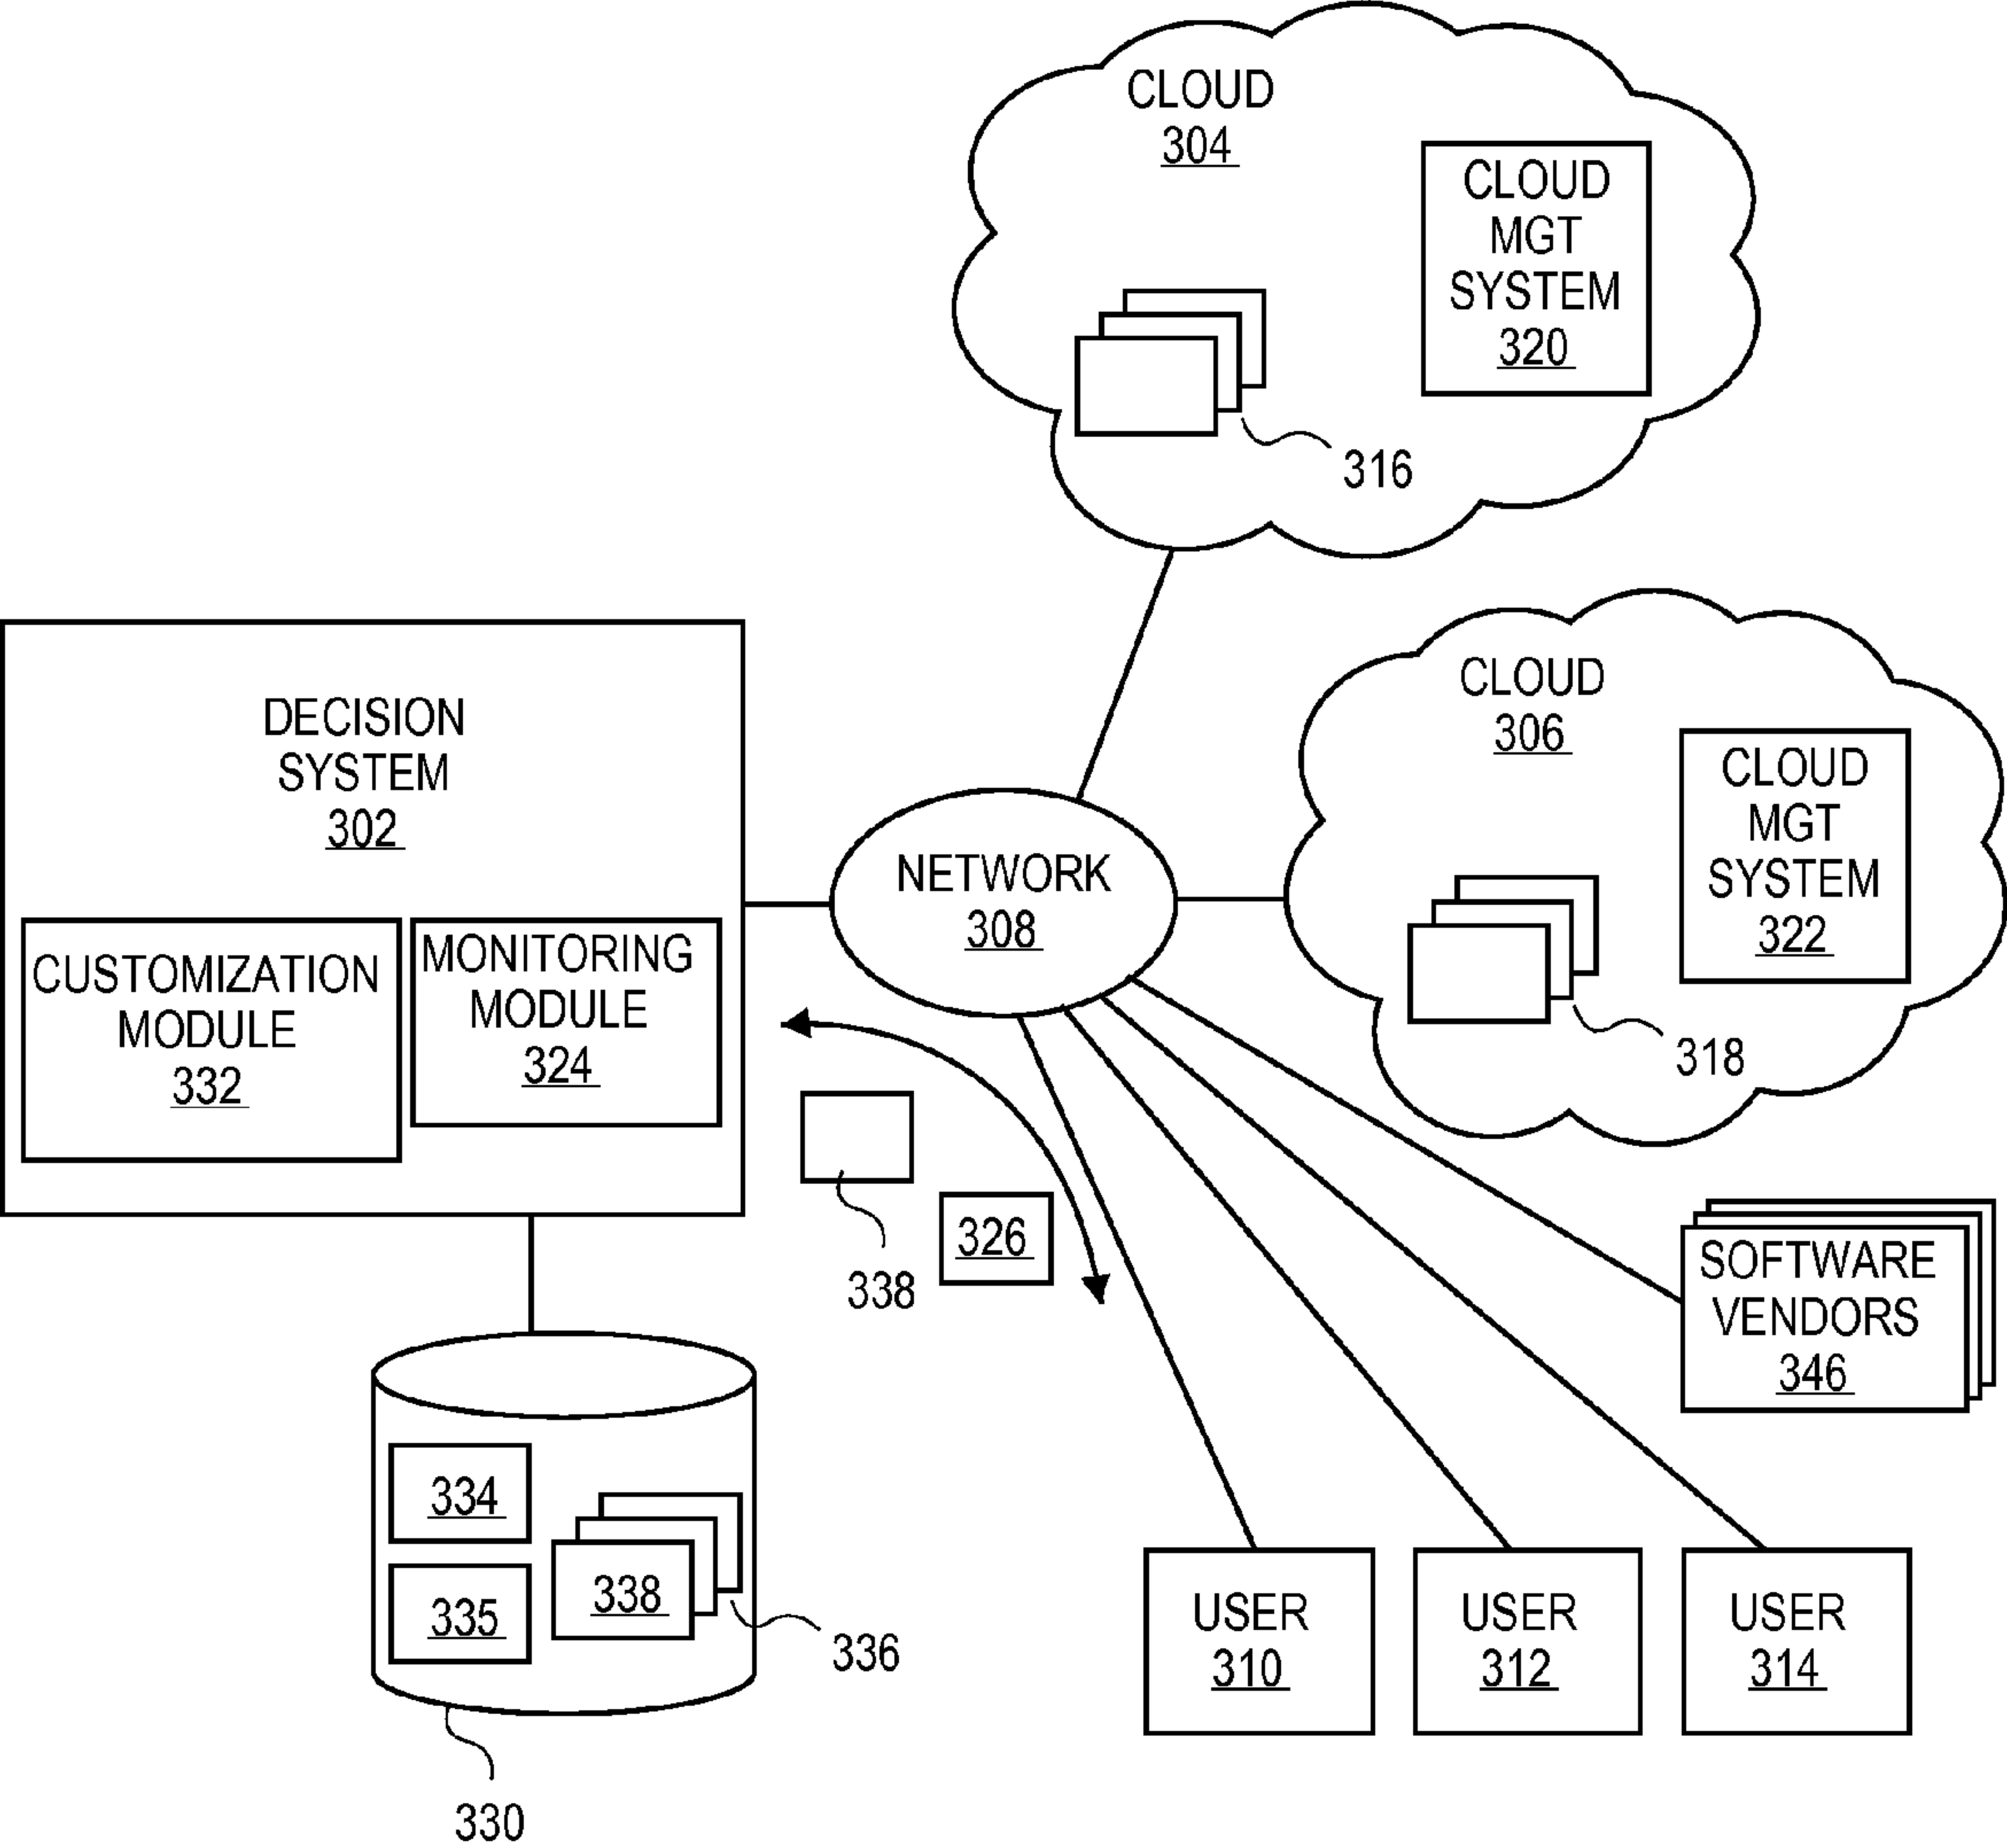 CLOUD
304
CLOUD
MGT
SYSTEM
320
316
CLOUD
306
CLOUD
MGT
SYSTEM
322
318
DECISION
SYSTEM
302
CUSTOMIZATION
MODULE
332
MONITORING
MODULE
324
NETWORK
308
338
326
SOFTWARE
VENDORS
346
334
335
338
336
330
USER
310
USER
312
USER
314